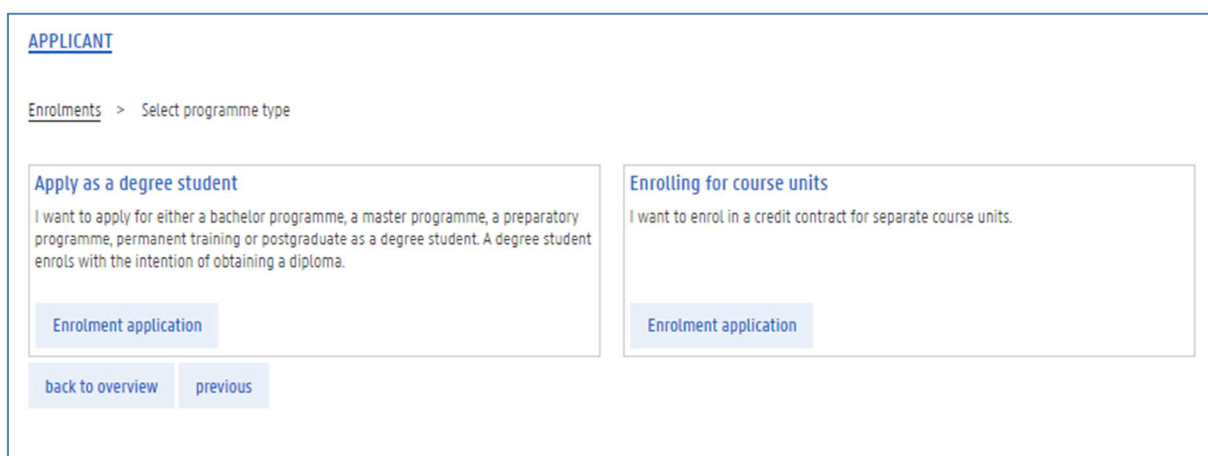 APPLICANT
Enrolments > Select programme type
Apply as a degree student
I want to apply for either a bachelor programme, a master programme, a preparatory
programme, permanent training or postgraduate as a degree student. A degree student
enrols with the intention of obtaining a diploma.
Enrolment application
Enrolling for course units
I want to enrol in a credit contract for separate course units.
Enrolment application
back to overview previous